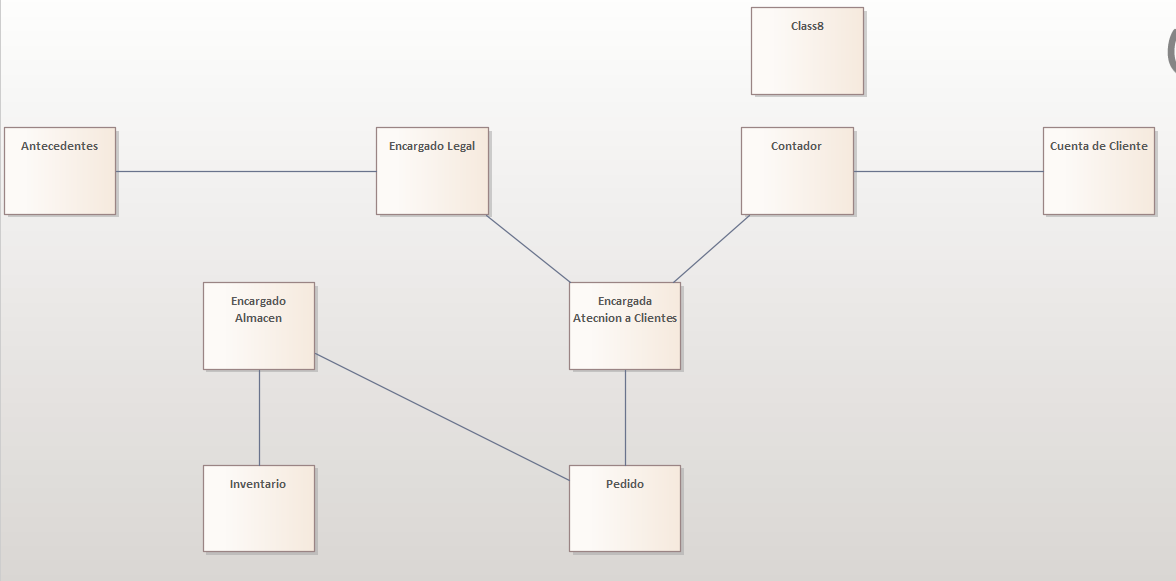 Class8
Antecedentes
Encargado Legal
Contador
Cuenta de Cliente
Encargado
Almacen
Encargada
Atecnion a Clientes
Inventario
Pedido